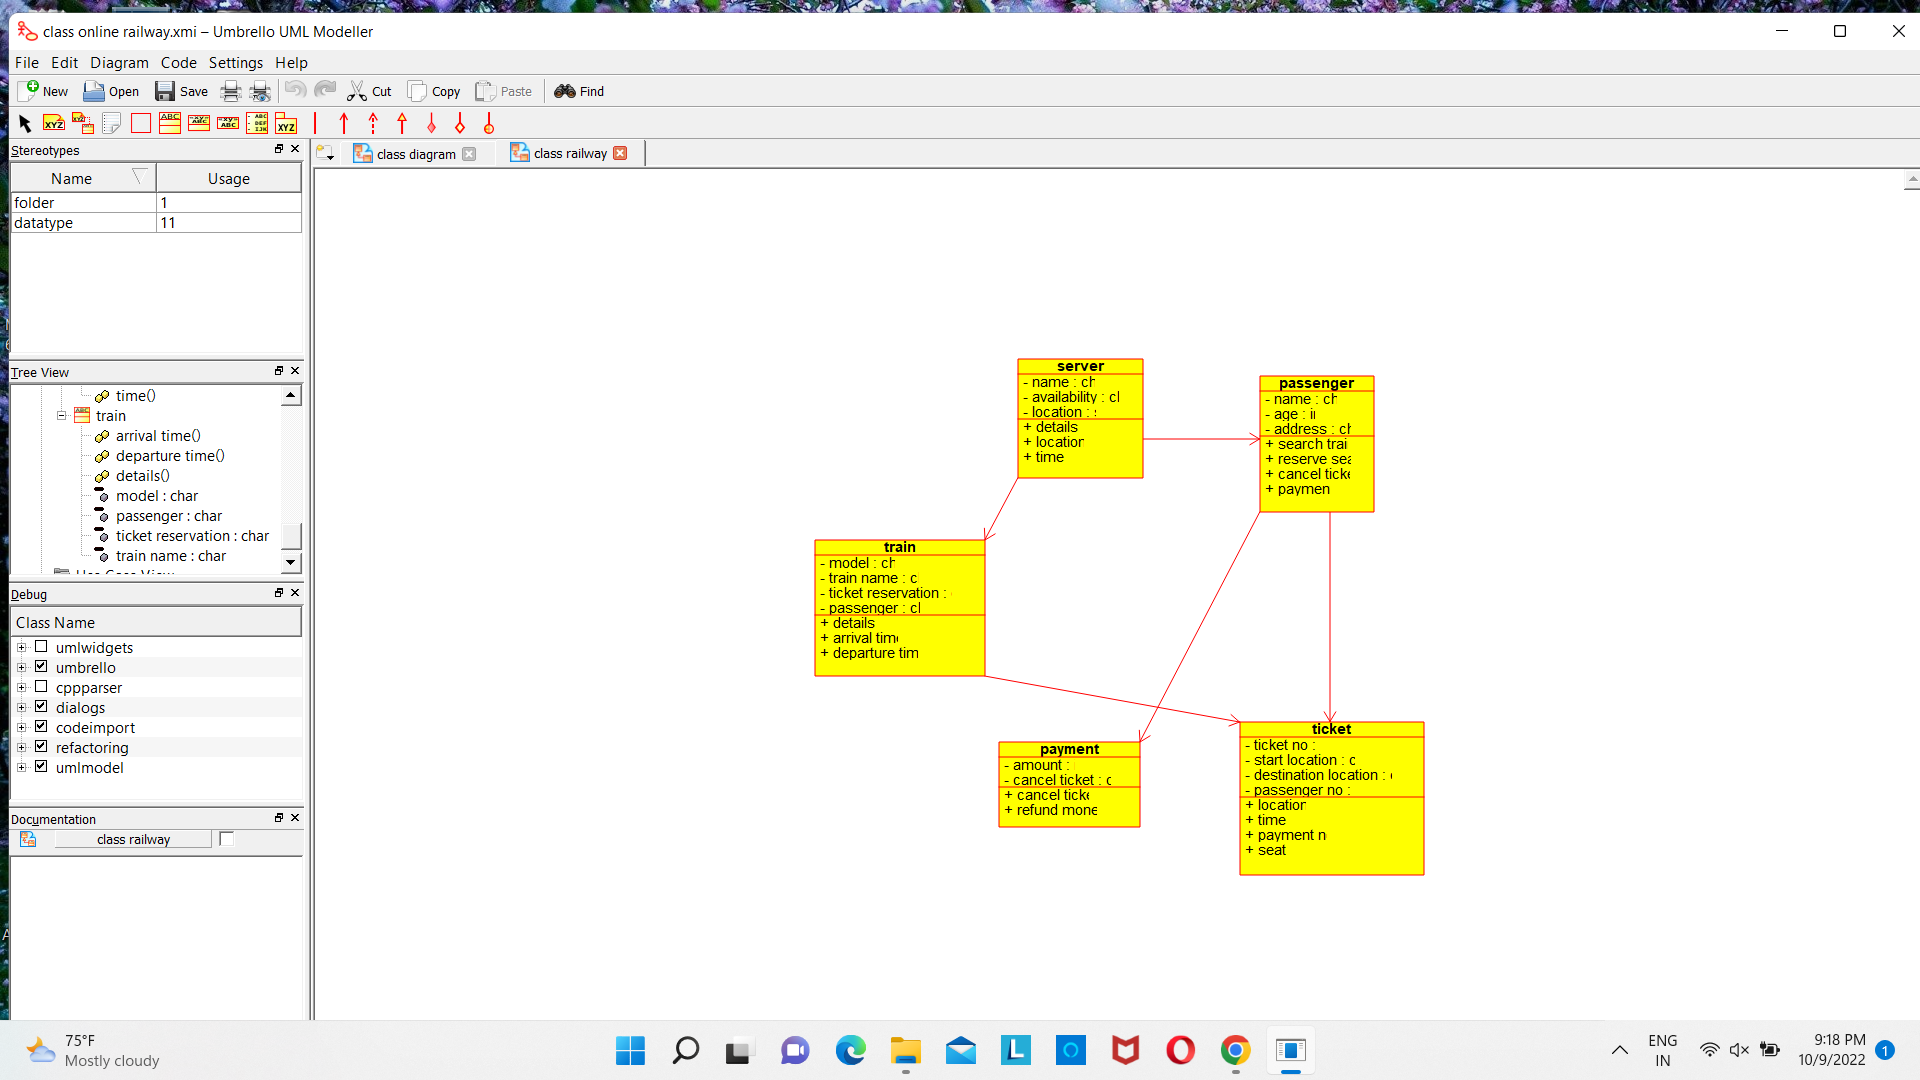 class online railway.xmi – Umbrello UML Modeller
File Edit Diagram Code Settings Help
New Open Save Cut Copy Paste Find
Stereotypes
Name Usage
folder 1
datatype 11
Tree View
time()
train
arrival time()
departure time()
details()
model : char
passenger : char
ticket reservation : char
train name : char
Debug
Class Name
umlwidgets
umbrello
cppparser
dialogs
codeimport
refactoring
umlmodel
Documentation
class railway
class diagram
class railway
server
- name : ch
- availability : cl
- location : s
+ details
+ location
+ time
passenger
- name : ch
- age : in
- address : ch
+ search trai
+ reserve sea
+ cancel ticke
+ paymen
train
- model : ch
- train name : cl
- ticket reservation :
- passenger : cl
+ details
+ arrival time
+ departure tim
payment
- amount :
- cancel ticket : c
+ cancel ticke
+ refund mone
ticket
- ticket no :
- start location : c
- destination location : c
- passenger no :
+ location
+ time
+ payment n
+ seat
75°F
Mostly cloudy
ENG
IN
9:18 PM
10/9/2022
1